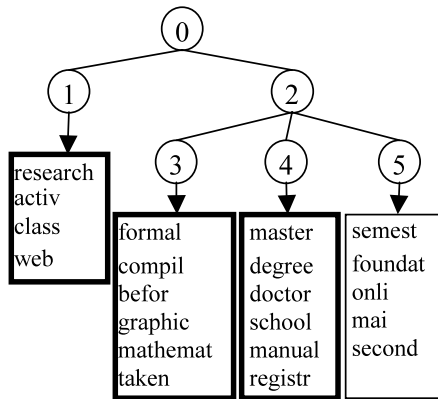 0
1
2
3
4
5
research
activ
class
web
formal
compil
befor
graphic
mathemat
taken
master
degree
doctor
school
manual
registr
semest
foundat
onli
mai
second